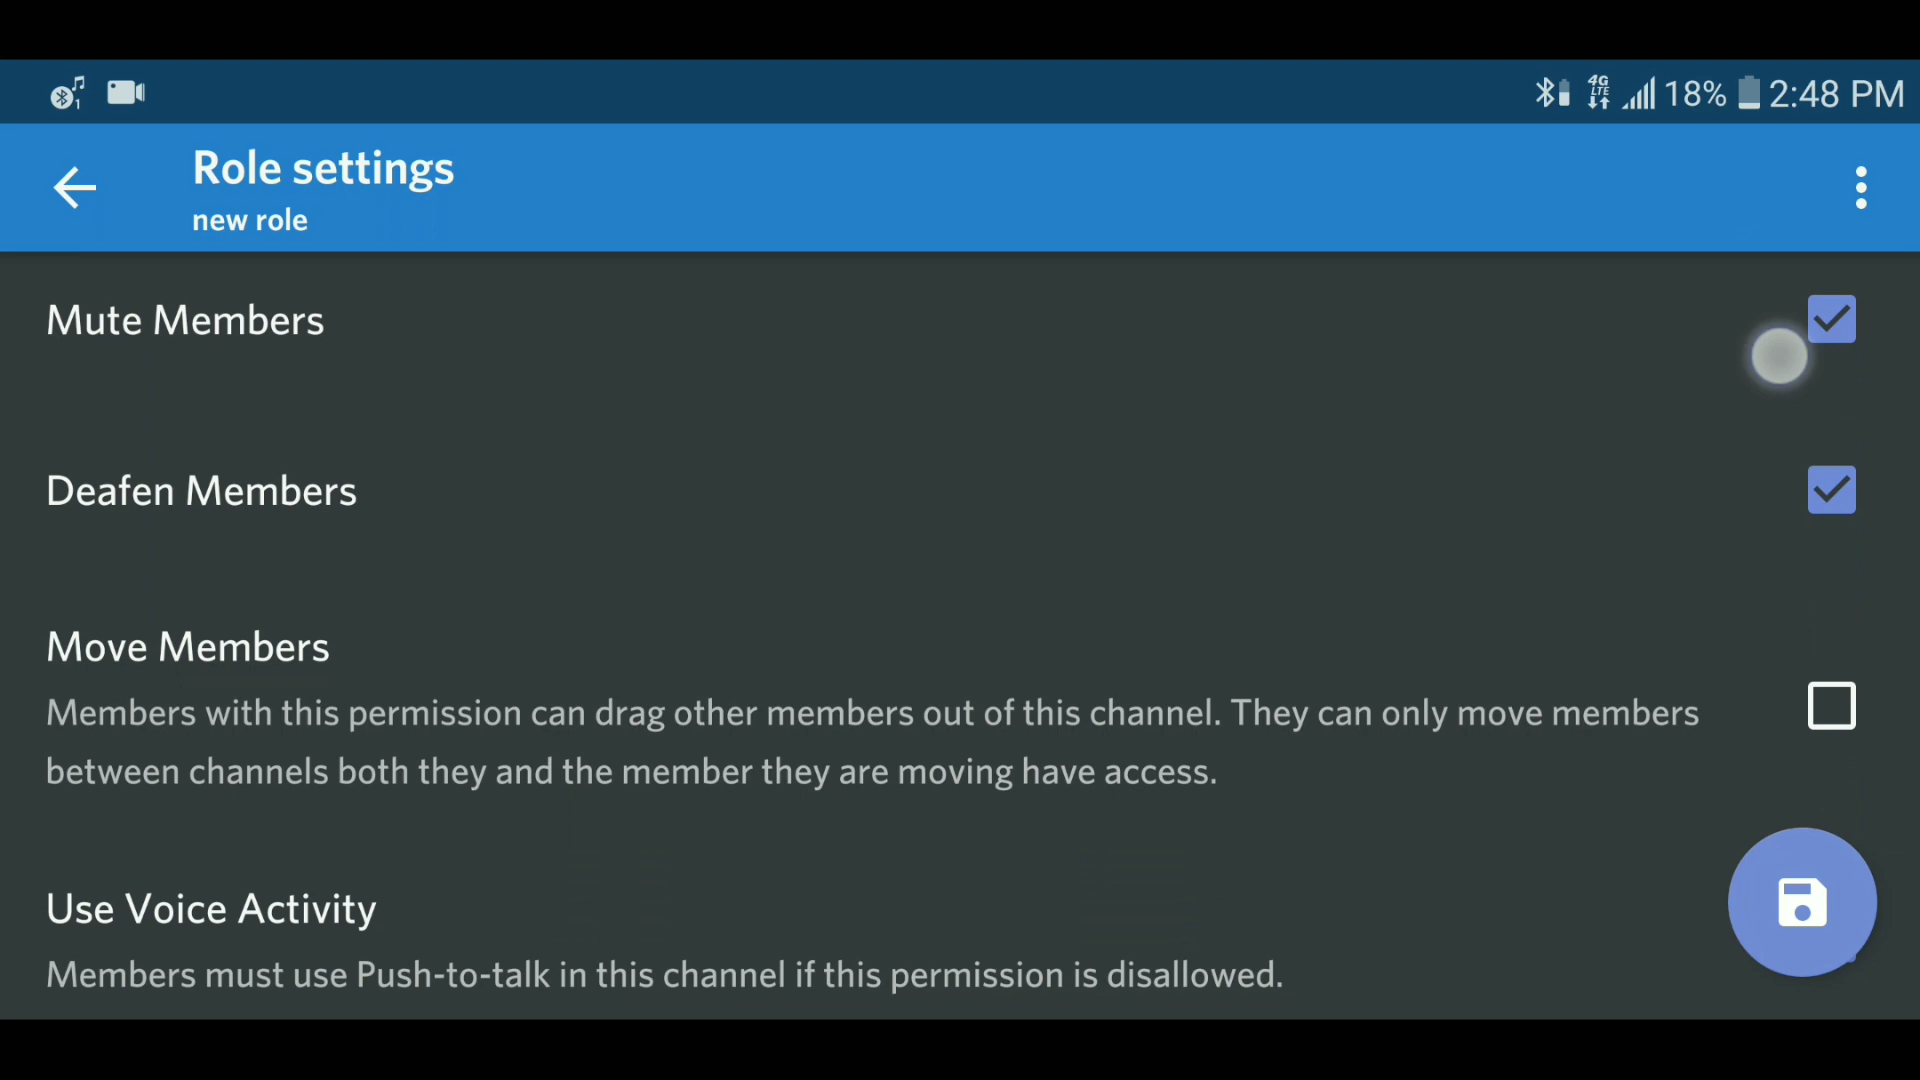 1
4G
LTE
18%
2:48 PM
Role settings
new role
Mute Members
Deafen Members
Move Members
Members with this permission can drag other members out of this channel. They can only move members
between channels both they and the member they are moving have access.
Use Voice Activity
Members must use Push-to-talk in this channel if this permission is disallowed.